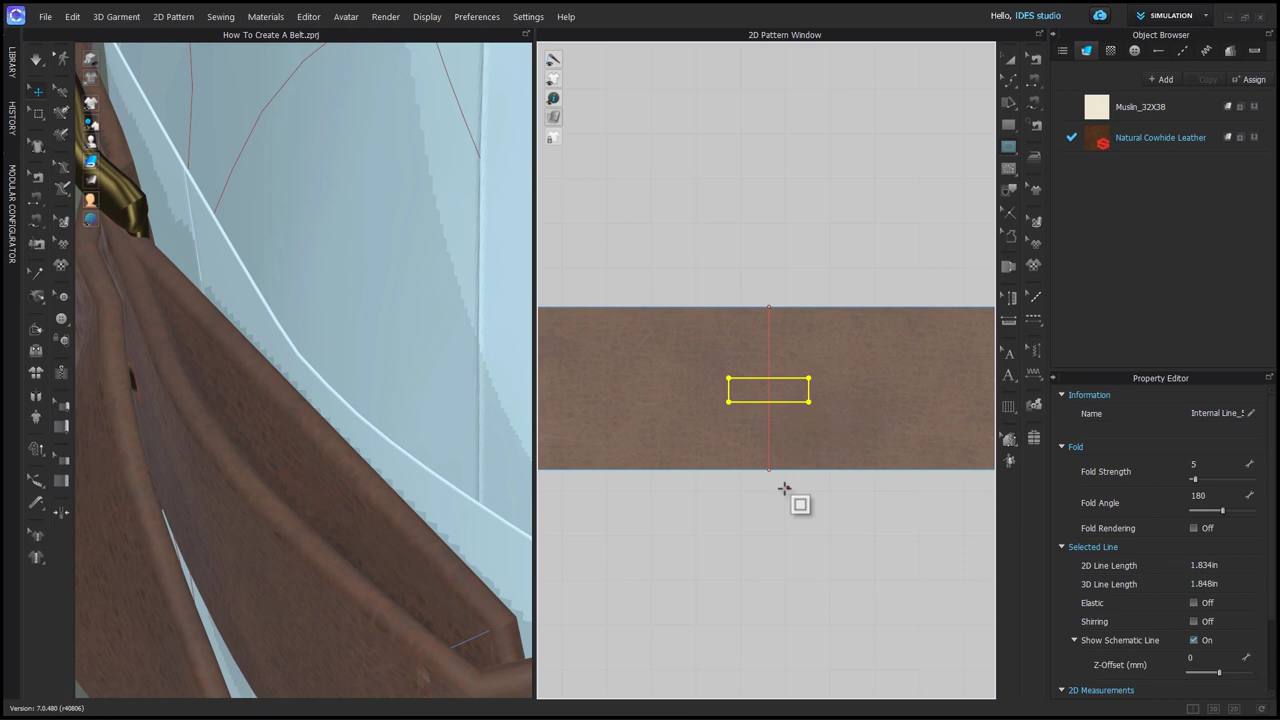 File Edit 3D Garment 2D Pattern Sewing Materials Editor Avatar Render Display Preferences Settings Help
Hello, IDES studio
SIMULATION
How To Create A Belt.zprj
2D Pattern Window
Object Browser
LIBRARY
HISTORY
MODULAR CONFIGURATOR
+ Add
Copy
Assign
Muslin_32X38
Natural Cowhide Leather
Property Editor
Information
Name Internal Line_
Fold
Fold Strength 5
Fold Angle 180
Fold Rendering Off
Selected Line
2D Line Length 1.834in
3D Line Length 1.848in
Elastic Off
Shirring Off
Show Schematic Line On
Z-Offset (mm) 0
2D Measurements
Version: 7.0.480 (r40806)
3D
2D